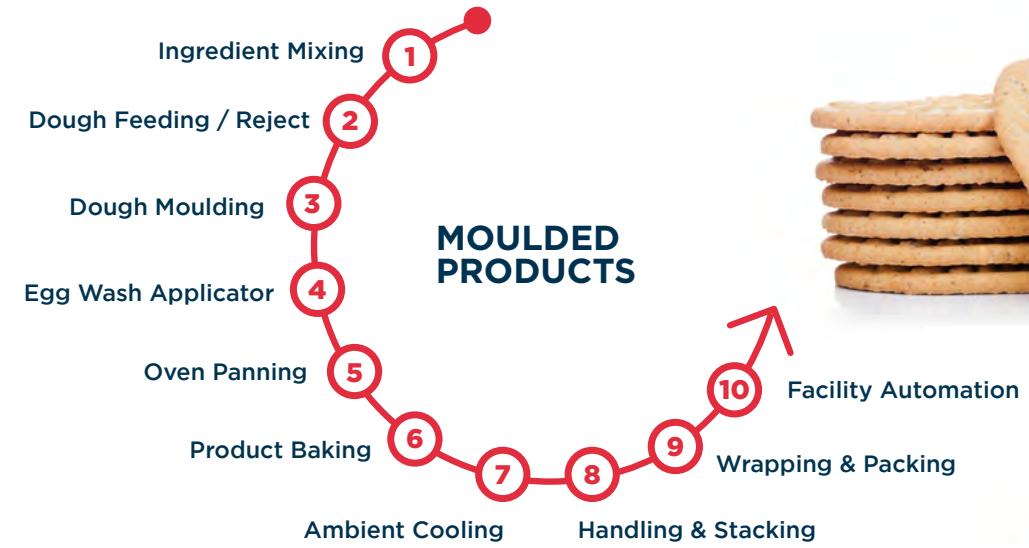 Ingredient Mixing
1
Dough Feeding / Reject
2
Dough Moulding
3
Egg Wash Applicator
4
Oven Panning
5
Product Baking
6
Ambient Cooling
7
Handling & Stacking
8
Wrapping & Packing
9
Facility Automation
10
MOULDED
PRODUCTS